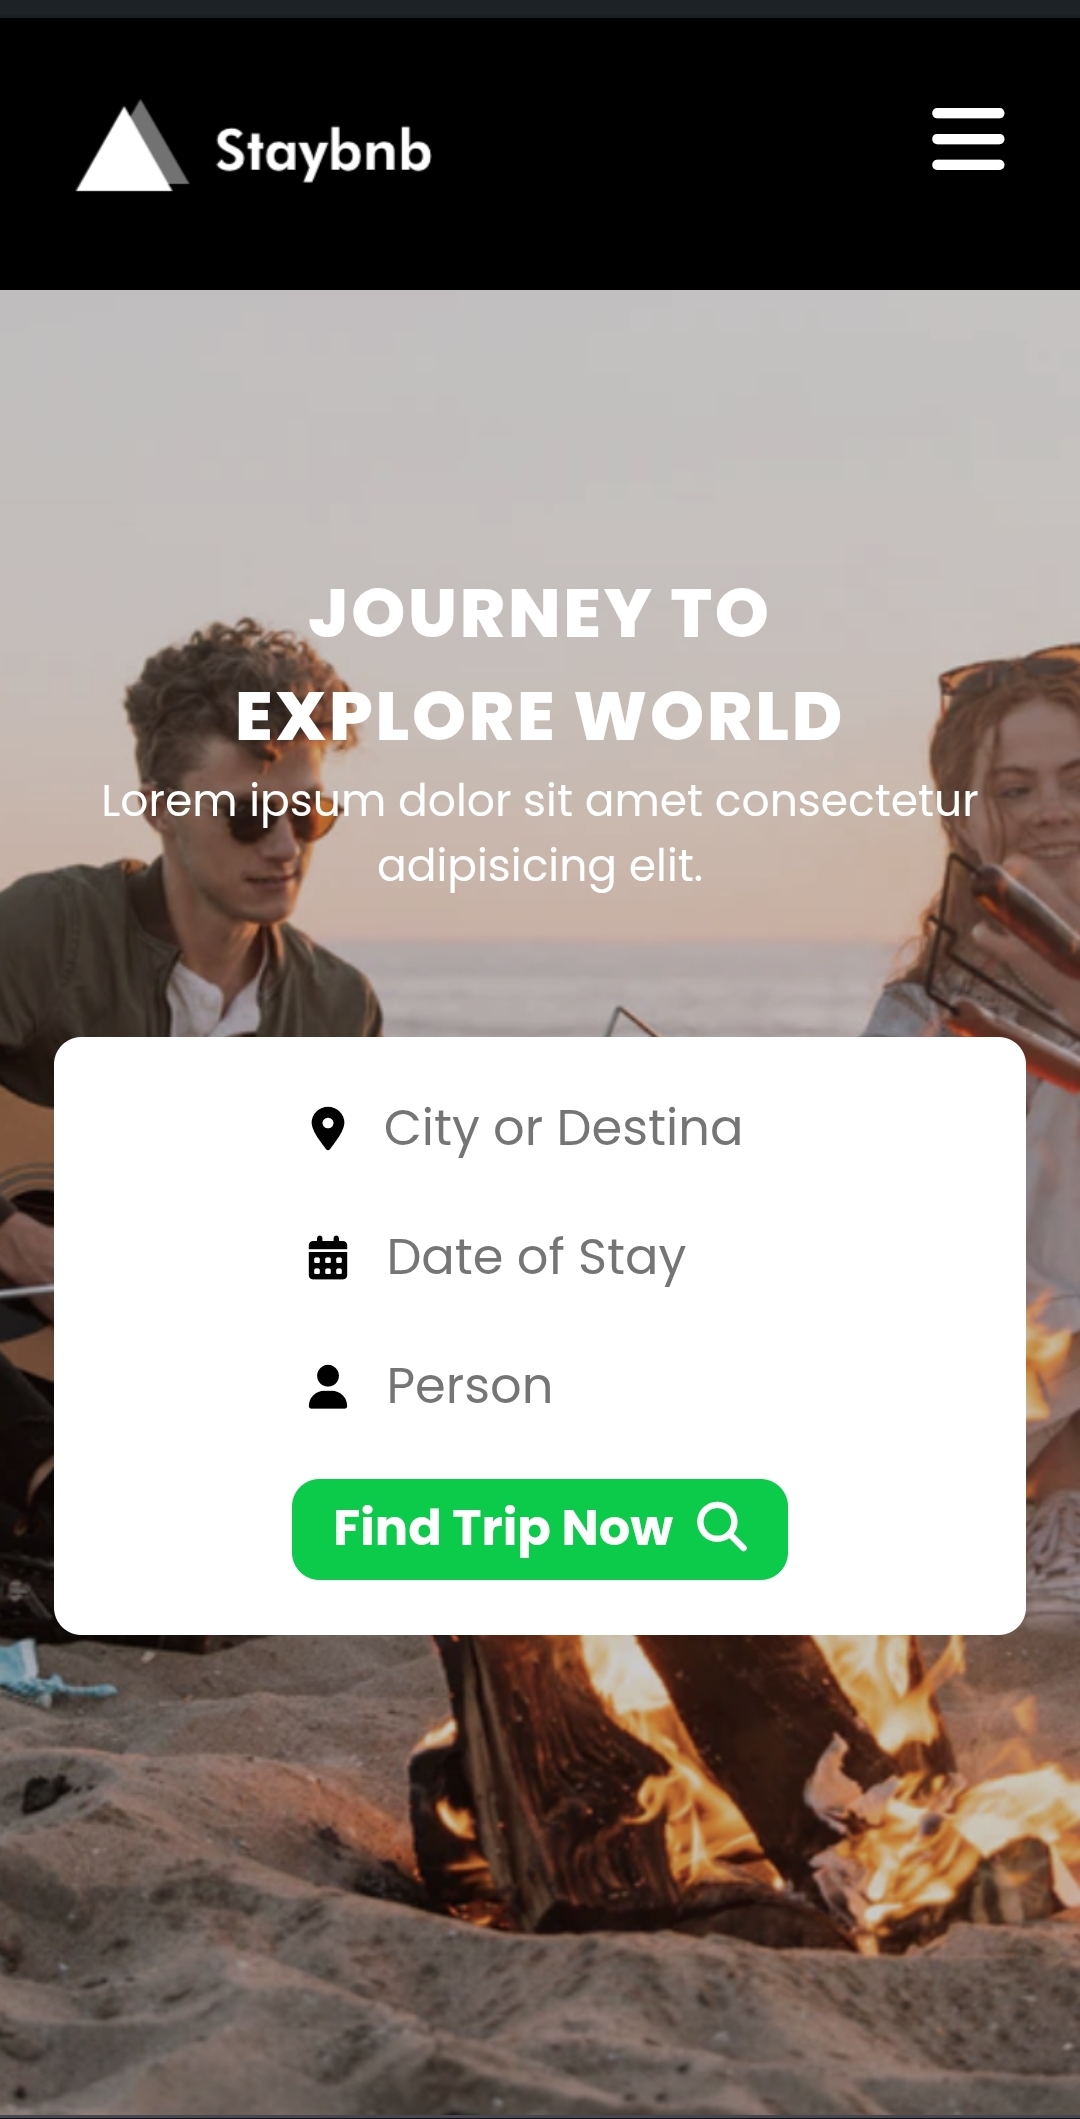 Staybnb
JOURNEY TO
EXPLORE WORLD
Lorem ipsum dolor sit amet consectetur
adipisicing elit.
City or Destina
Date of Stay
Person
Find Trip Now